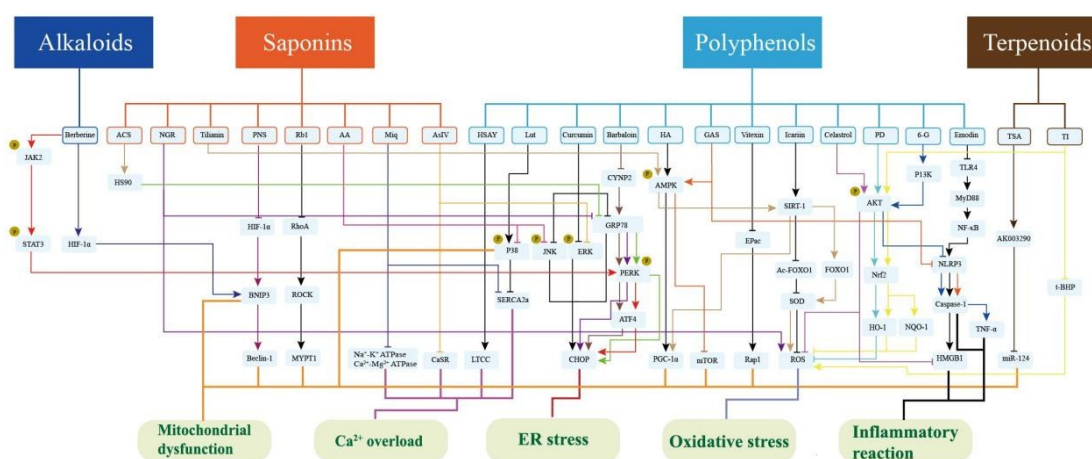 Alkaloids
Saponins
Polyphenols
Terpenoids
Berberine
ACS
NGR
Tilianin
PNS
Rb1
AA
Miq
AsIV
HSAY
Lut
Curcumin
Barbaloin
HA
GAS
Vitexin
Icariin
Celastrol
PD
6-G
Emodin
TSA
TI
P
JAK2
HS90
CYNP2
P
AMPK
P13K
TLR4
SIRT-1
P
AKT
MyD88
P
STAT3
HIF-1α
HIF-1α
RhoA
P
P38
P
JNK
P
ERK
GRP78
EPac
NF-κB
AK003290
P
PERK
Ac-FOXO1
FOXO1
Nrf2
NLRP3
t-BHP
BNIP3
ROCK
SERCA2a
SOD
Caspase-1
ATF4
HO-1
NQO-1
TNF-α
Beclin-1
MYPT1
Na⁺-K⁺ ATPase
Ca²⁺-Mg²⁺ ATPase
CaSR
LTCC
CHOP
PGC-1α
mTOR
Rap1
ROS
HMGB1
miR-124
Mitochondrial
dysfunction
Ca²⁺ overload
ER stress
Oxidative stress
Inflammatory
reaction